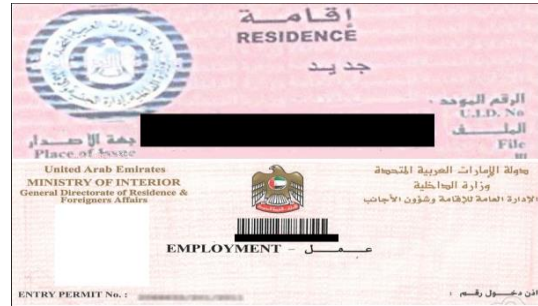 إقامة
RESIDENCE
جديد
الرقم الموحد
U.I.D. No
الملف
File
جهة الإصدار
Place of Issue
United Arab Emirates
MINISTRY OF INTERIOR
General Directorate of Residence &
Foreigners Affairs
دولة الإمارات العربية المتحدة
وزارة الداخلية
الإدارة العامة للإقامة وشؤون الأجانب
EMPLOYMENT - عمل
ENTRY PERMIT No. :
اذن دخول رقم :